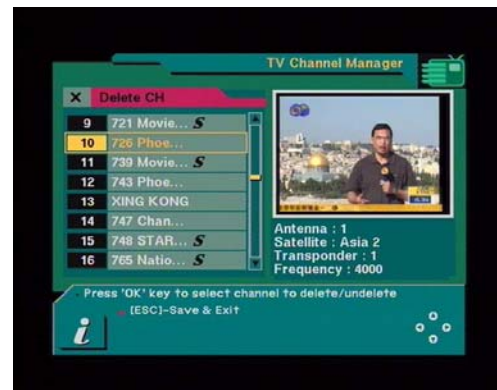 TV Channel Manager
X Delete CH
9 721 Movie... S
10 726 Phoe...
11 739 Movie... S
12 743 Phoe...
13 XING KONG
14 747 Chan...
15 748 STAR... S
16 765 Natio... S
Antenna : 1
Satellite : Asia 2
Transponder : 1
Frequency : 4000
Press 'OK' key to select channel to delete/undelete
[ESC]-Save & Exit
i